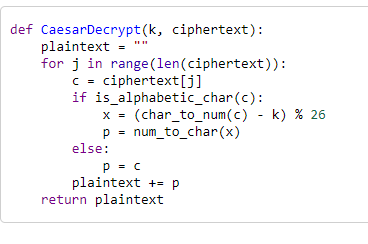 def CaesarDecrypt(k, ciphertext):
    plaintext = ""
    for j in range(len(ciphertext)):
        c = ciphertext[j]
        if is_alphabetic_char(c):
            x = (char_to_num(c) - k) % 26
            p = num_to_char(x)
        else:
            p = c
        plaintext += p
    return plaintext